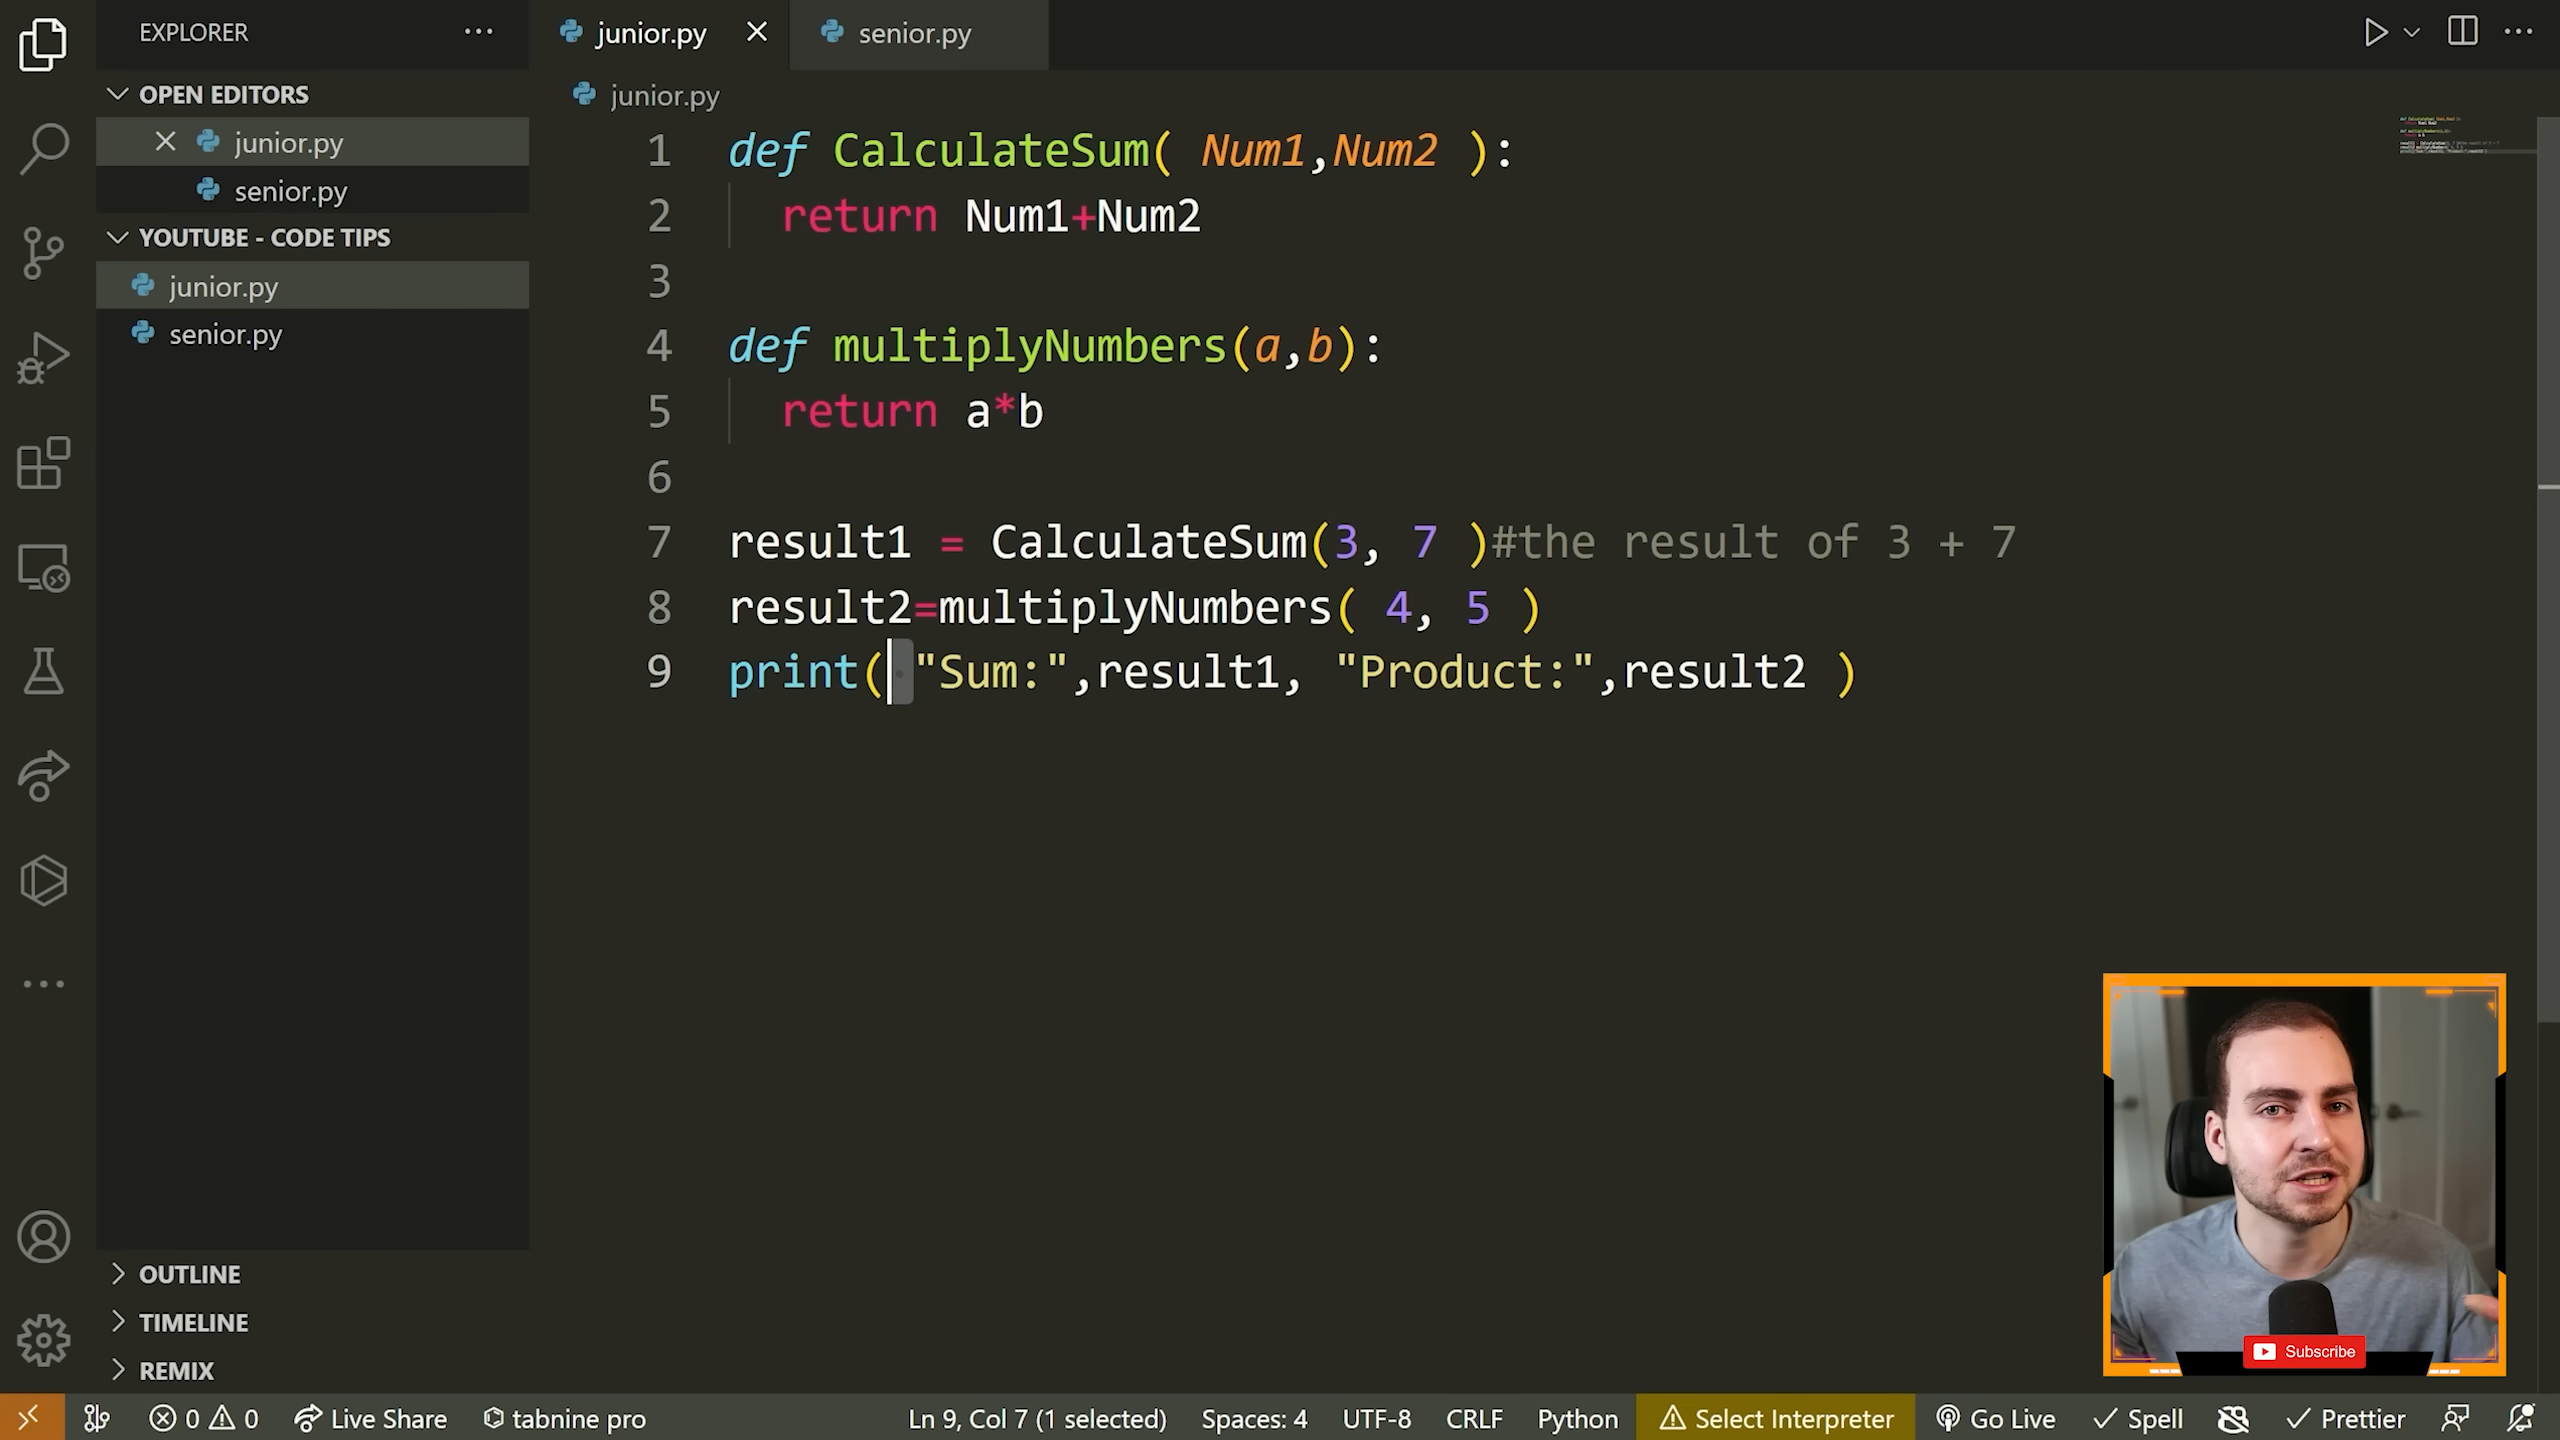 EXPLORER
junior.py
senior.py
OPEN EDITORS
junior.py
senior.py
YOUTUBE - CODE TIPS
junior.py
senior.py
OUTLINE
TIMELINE
REMIX
junior.py
1 def CalculateSum( Num1,Num2 ):
2 return Num1+Num2
3
4 def multiplyNumbers(a,b):
5 return a*b
6
7 result1 = CalculateSum(3, 7 )#the result of 3 + 7
8 result2=multiplyNumbers( 4, 5 )
9 print( "Sum:",result1, "Product:",result2 )
Subscribe
0 0 Live Share tabnine pro Ln 9, Col 7 (1 selected) Spaces: 4 UTF-8 CRLF Python Select Interpreter Go Live Spell Prettier